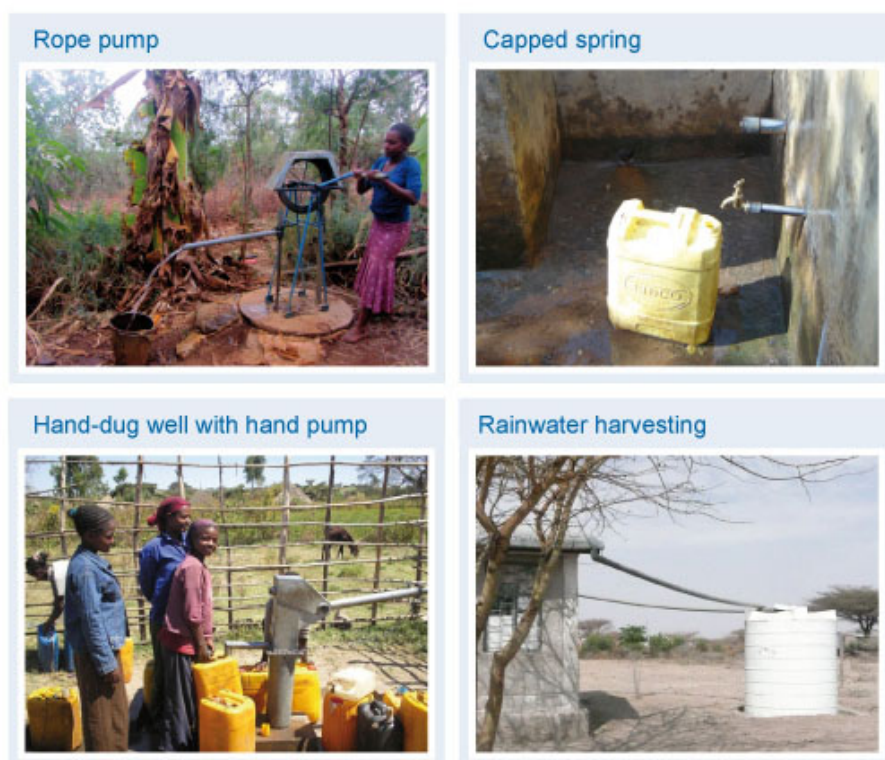 Rope pump
Capped spring
Hand-dug well with hand pump
Rainwater harvesting